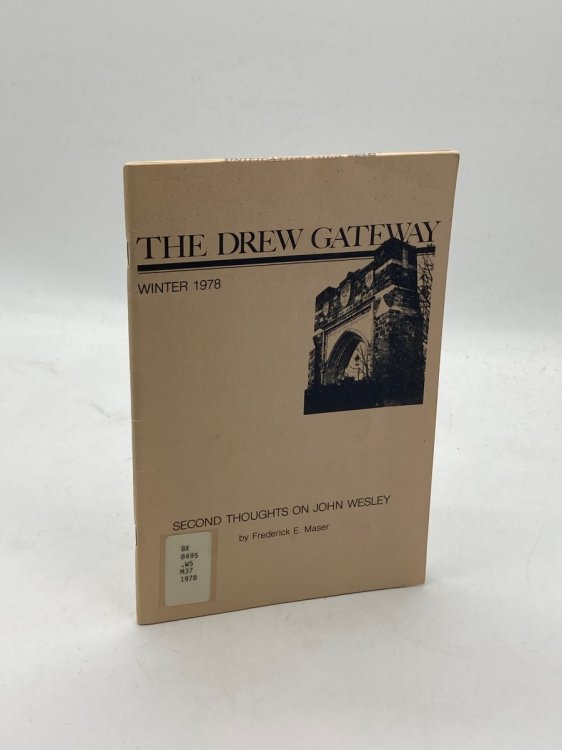 THE DREW GATEWAY
WINTER 1978
SECOND THOUGHTS ON JOHN WESLEY
by Frederick E. Maser
BX
8495
.W5
M37
1978